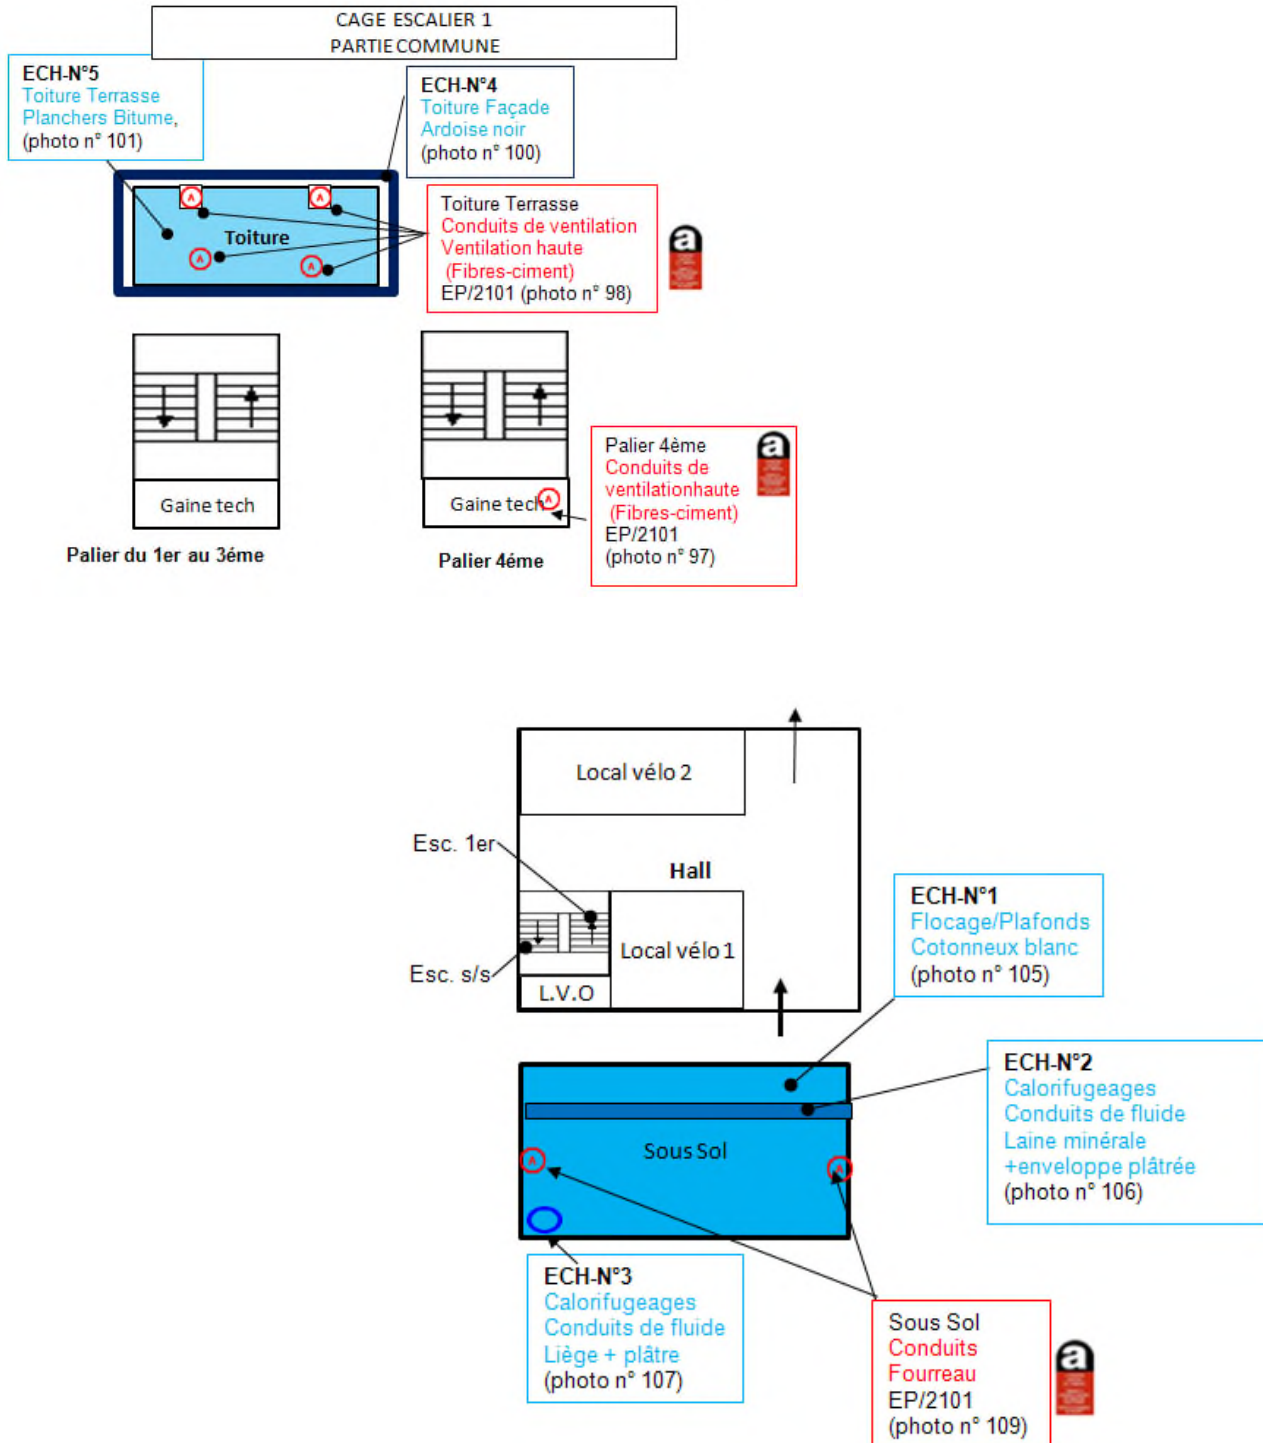 CAGE ESCALIER 1
PARTIE COMMUNE
ECH-N°5
Toiture Terrasse
Planchers Bitume,
(photo n° 101)
ECH-N°4
Toiture Façade
Ardoise noir
(photo n° 100)
A
A
Toiture
A
A
Toiture Terrasse
Conduits de ventilation
Ventilation haute
(Fibres-ciment)
EP/2101 (photo n° 98)
a
Gaine tech
Palier du 1er au 3éme
Gaine tech
A
Palier 4éme
Palier 4ème
Conduits de
ventilationhaute
(Fibres-ciment)
EP/2101
(photo n° 97)
a
Local vélo 2
Esc. 1er
Hall
Local vélo 1
Esc. s/s
L.V.O
ECH-N°1
Flocage/Plafonds
Cotonneux blanc
(photo n° 105)
ECH-N°2
Calorifugeages
Conduits de fluide
Laine minérale
+enveloppe plâtrée
(photo n° 106)
Sous Sol
A
A
ECH-N°3
Calorifugeages
Conduits de fluide
Liège + plâtre
(photo n° 107)
Sous Sol
Conduits
Fourreau
EP/2101
(photo n° 109)
a